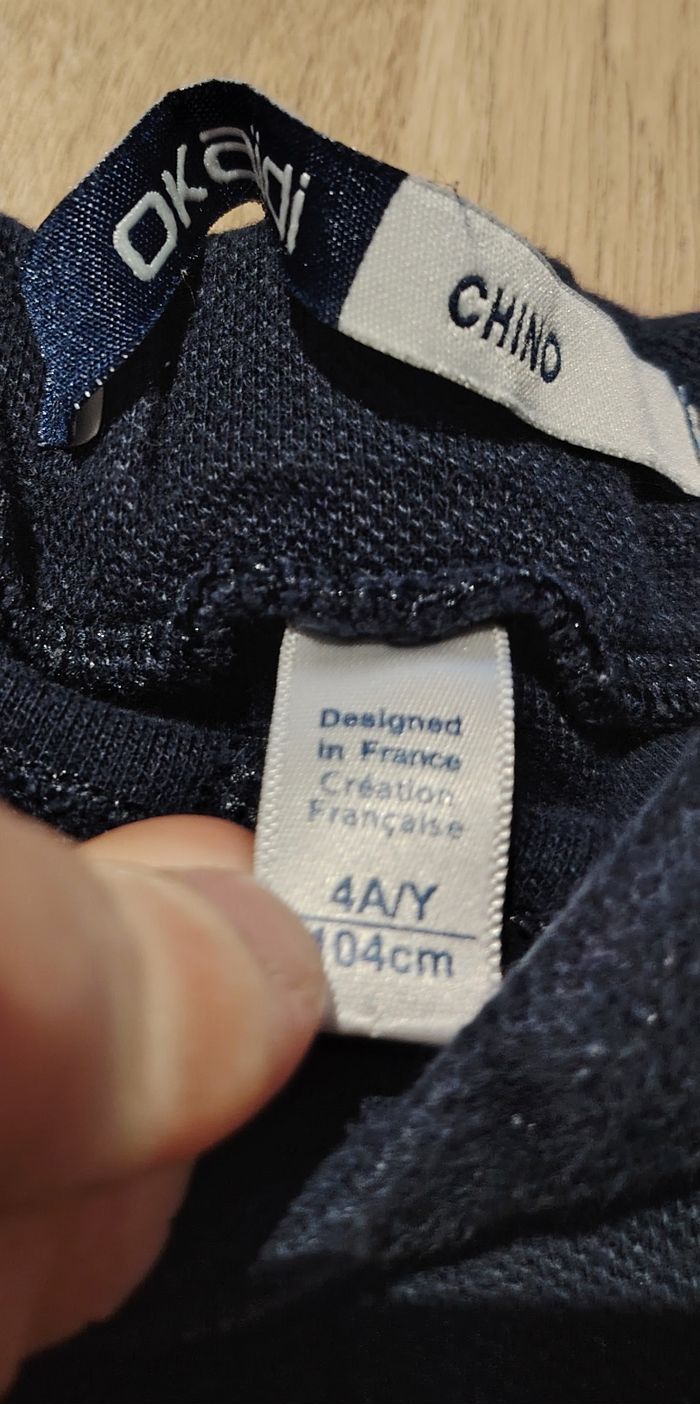 okaïdi
CHINO
Designed
in France
Création
Française
4A/Y
104cm